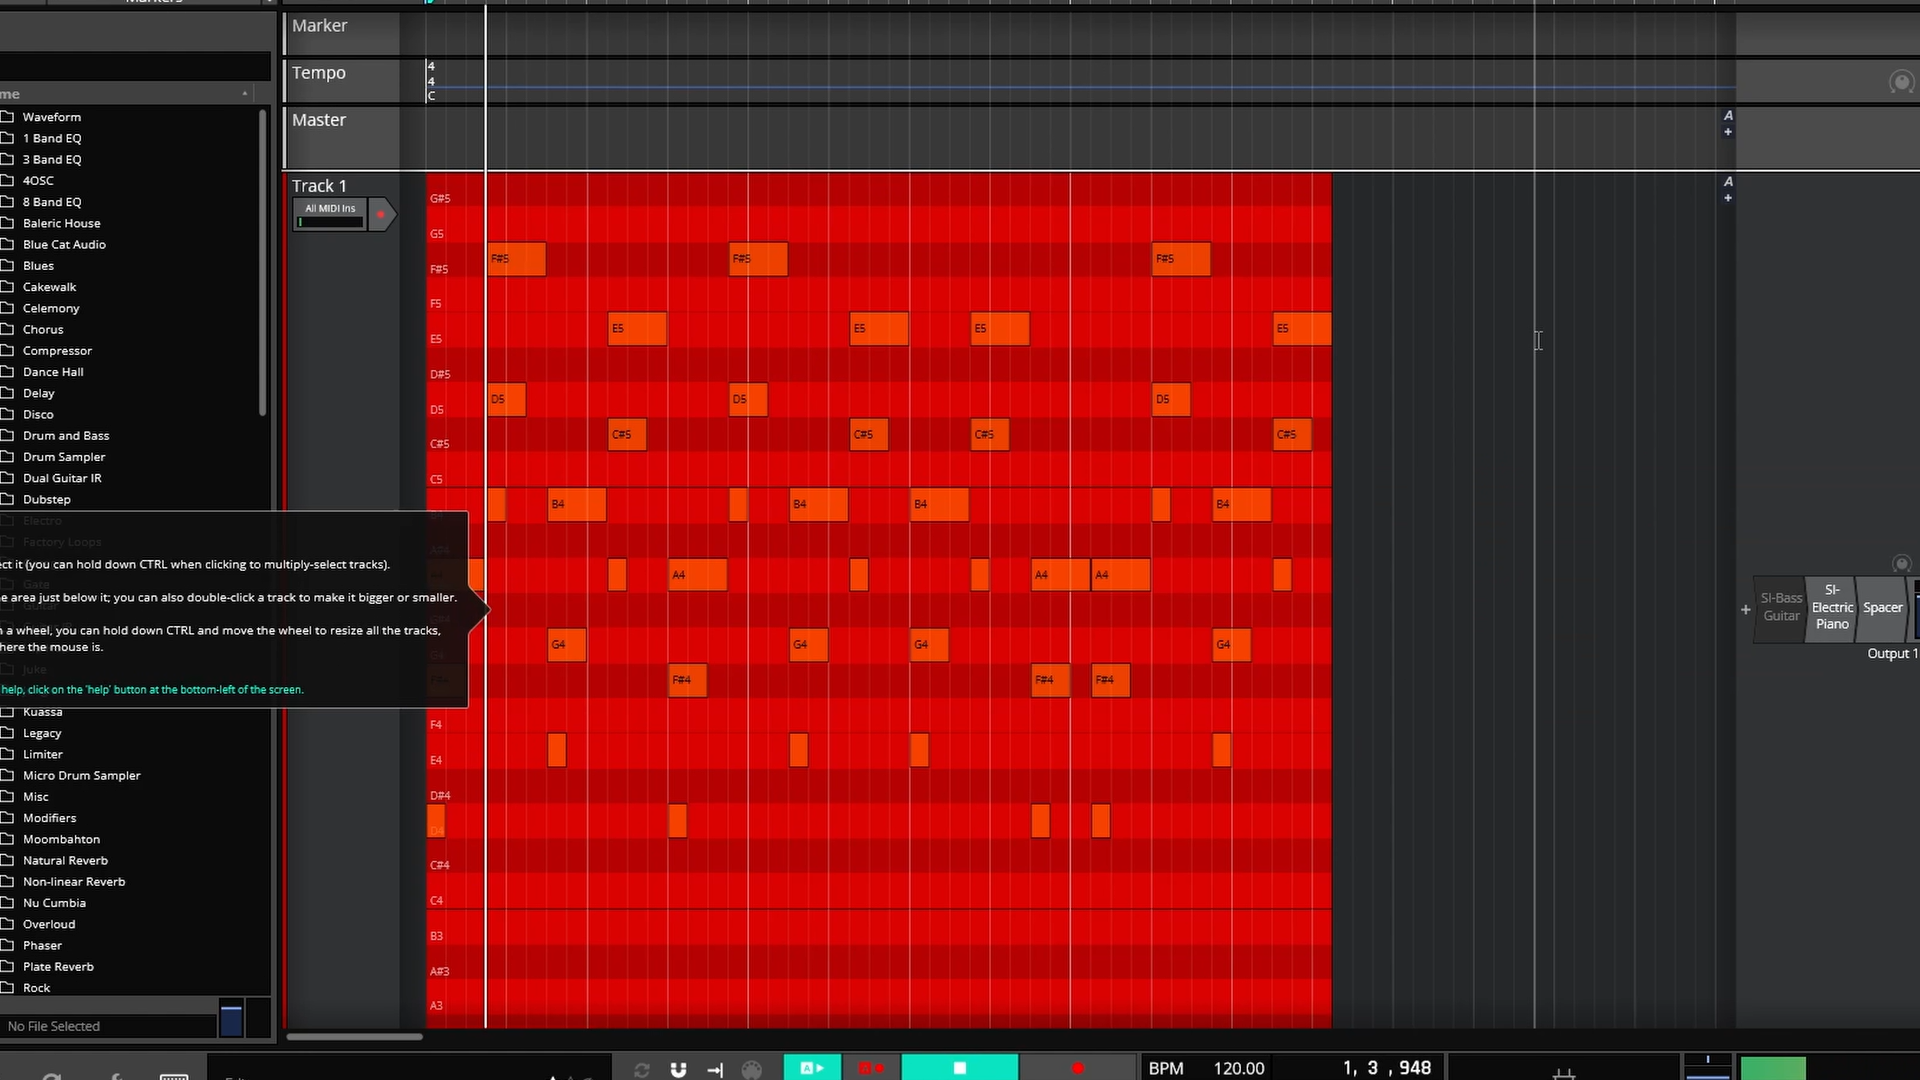 Markers
me
Waveform
1 Band EQ
3 Band EQ
4OSC
8 Band EQ
Baleric House
Blue Cat Audio
Blues
Cakewalk
Celemony
Chorus
Compressor
Dance Hall
Delay
Disco
Drum and Bass
Drum Sampler
Dual Guitar IR
Dubstep
Electro
Factory Loops
ect it (you can hold down CTRL when clicking to multiply-select tracks).
Gate
e area just below it; you can also double-click a track to make it bigger or smaller.
n a wheel, you can hold down CTRL and move the wheel to resize all the tracks,
here the mouse is.
Juke
help, click on the 'help' button at the bottom-left of the screen.
Kuassa
Legacy
Limiter
Micro Drum Sampler
Misc
Modifiers
Moombahton
Natural Reverb
Non-linear Reverb
Nu Cumbia
Overloud
Phaser
Plate Reverb
Rock
No File Selected
Marker
Tempo
4
4
C
Master
A
+
Track 1
All MIDI Ins
A
+
G#5
G5
F#5
F5
E5
D#5
D5
C#5
C5
F4
E4
D#4
D4
C#4
C4
B3
A#3
A3
F#5 F#5 F#5
E5 E5 E5 E5
D5 D5 D5
C#5 C#5 C#5 C#5
B4 B4 B4 B4
A4 A4 A4
G4 G4 G4 G4
F#4 F#4 F#4
+
SI-Bass
Guitar
SI-
Electric
Piano
Spacer
Output 1
A
BPM 120.00 1, 3, 948